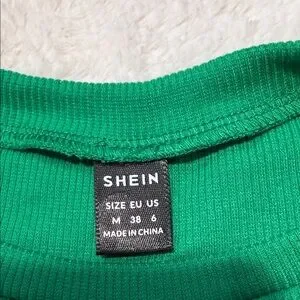 SHEIN
SIZE EU US
M 38 6
MADE IN CHINA